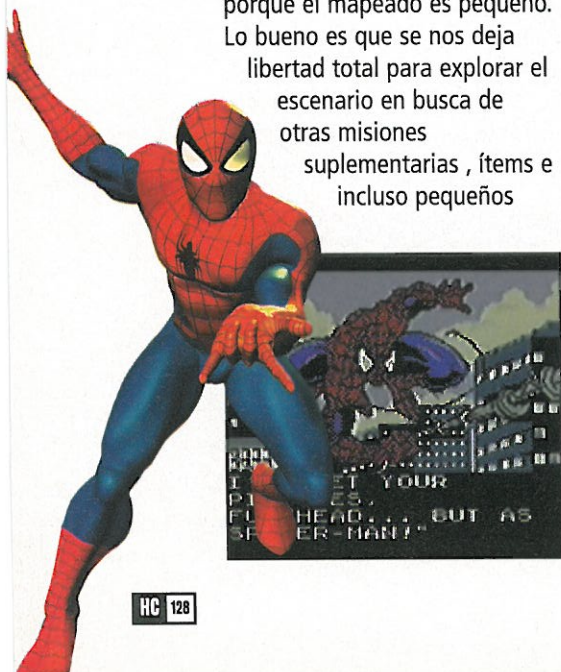 porque el mapeado es pequeño.
Lo bueno es que se nos deja
libertad total para explorar el
escenario en busca de
otras misiones
suplementarias , ítems e
incluso pequeños
YOUR
HEAD... BUT AS
HC 128